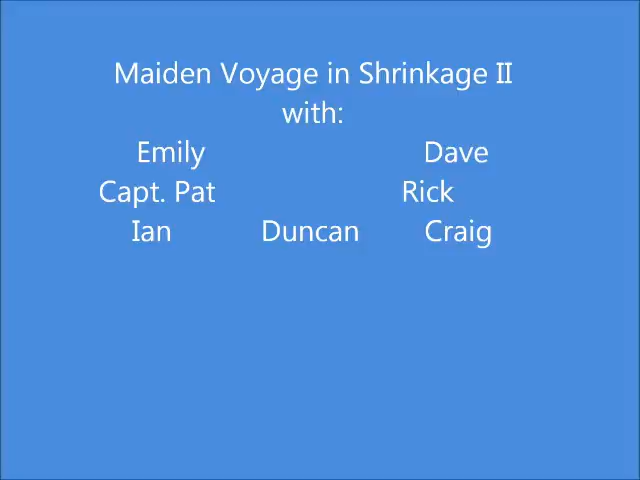 Maiden Voyage in Shrinkage II
with:
Emily Dave
Capt. Pat Rick
Ian Duncan Craig